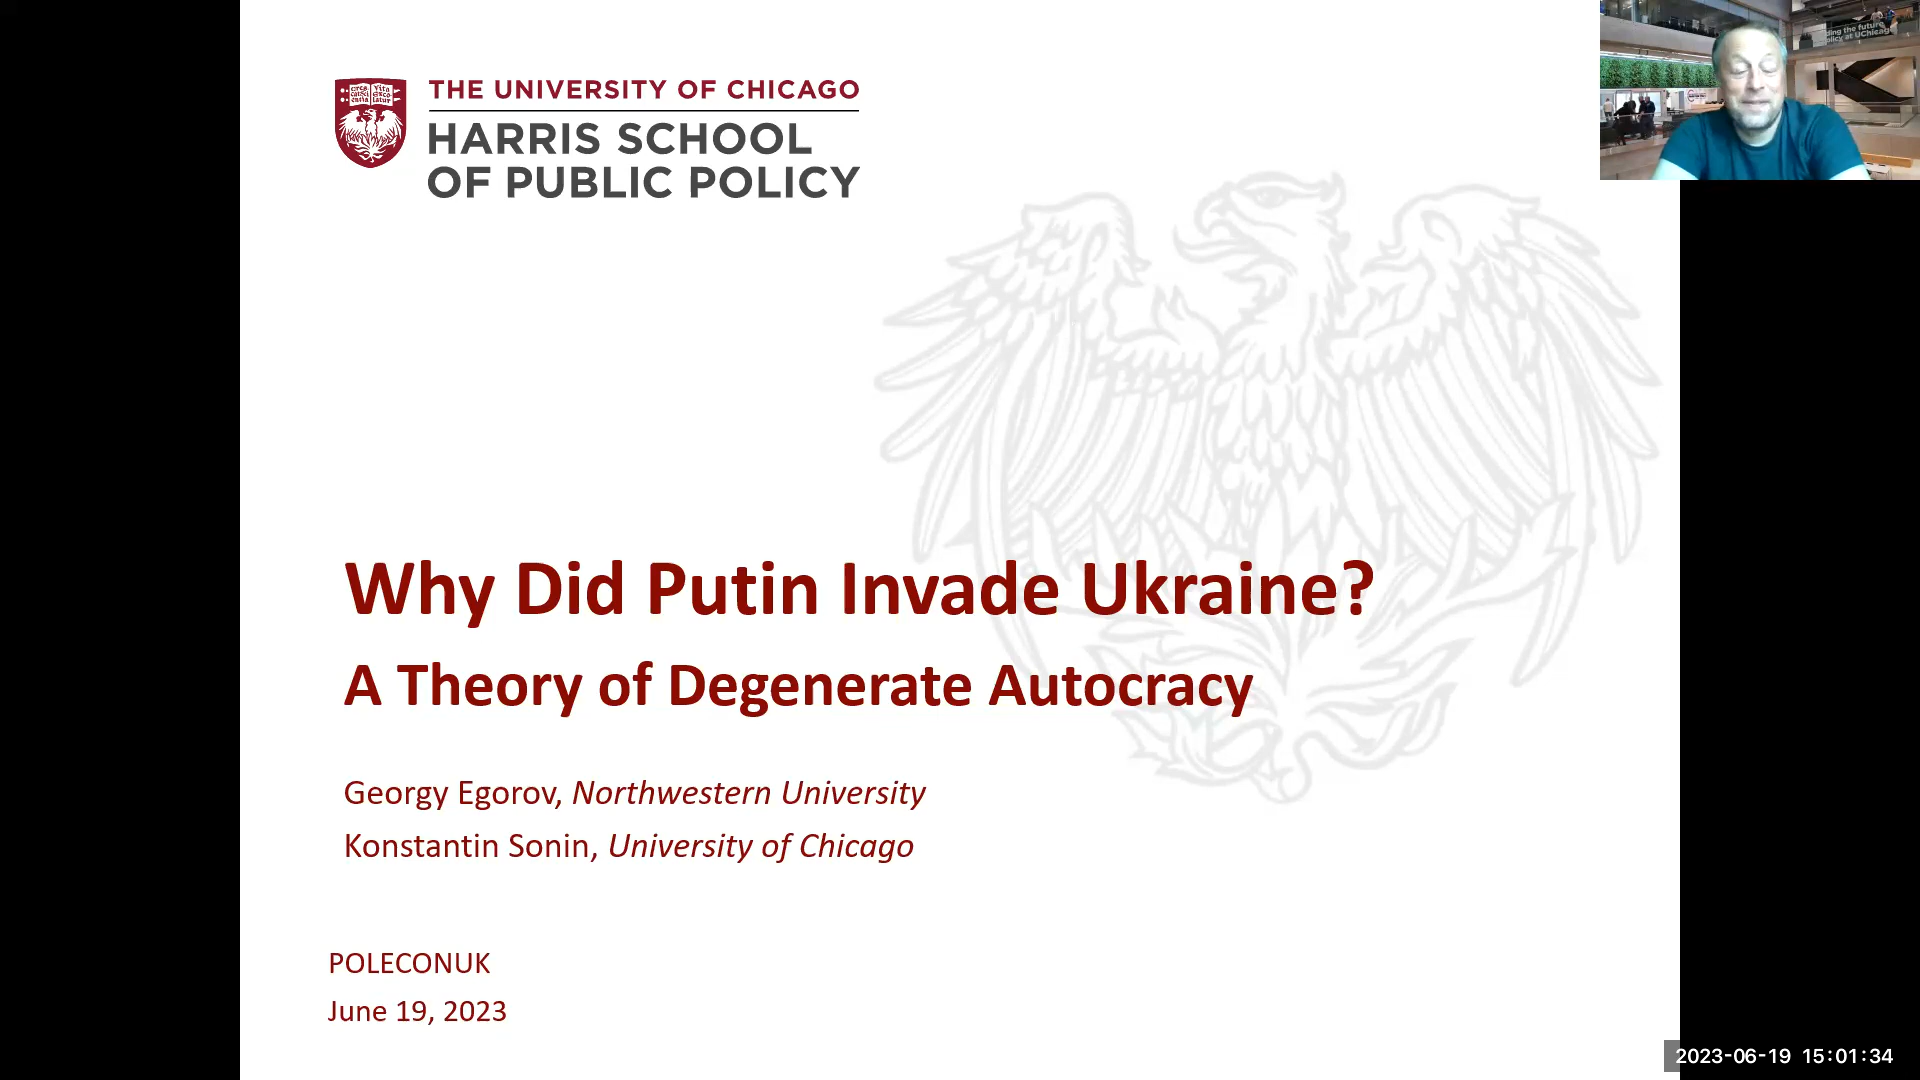 THE UNIVERSITY OF CHICAGO
HARRIS SCHOOL
OF PUBLIC POLICY
Why Did Putin Invade Ukraine?
A Theory of Degenerate Autocracy
Georgy Egorov, Northwestern University
Konstantin Sonin, University of Chicago
POLECONUK
June 19, 2023
2023-06-19 15:01:34